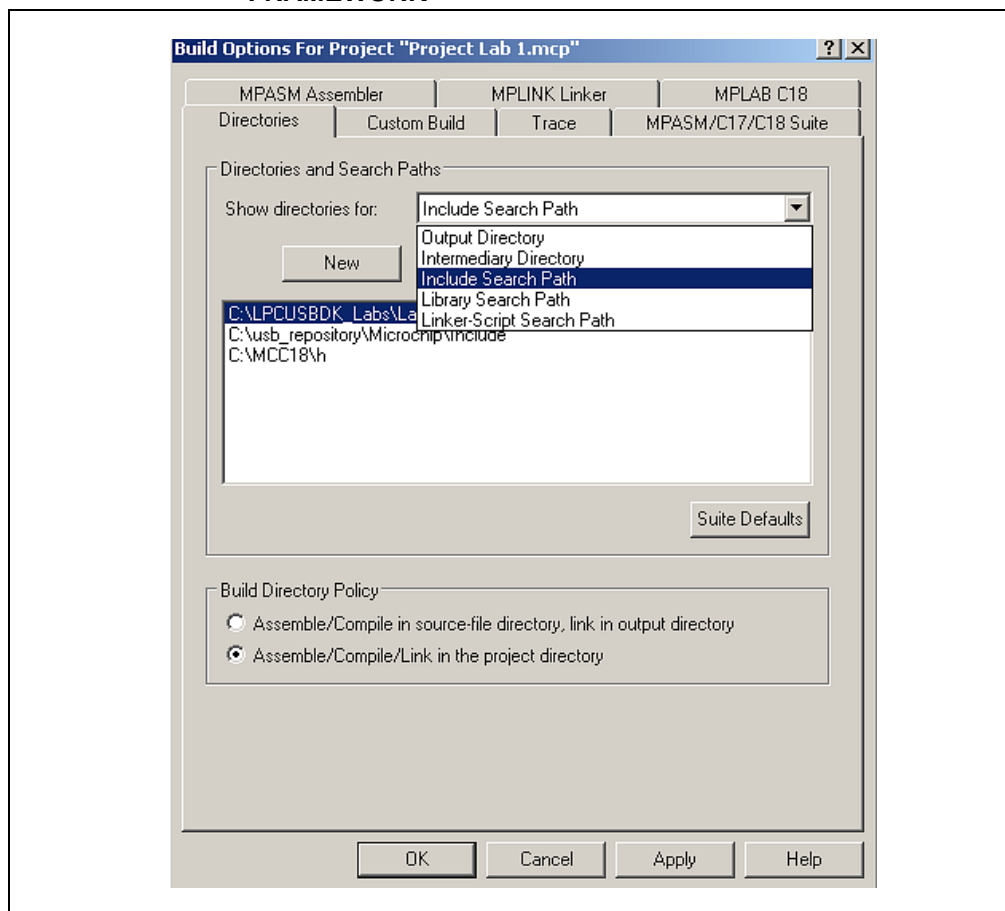 Build Options For Project "Project Lab 1.mcp"
MPASM Assembler MPLINK Linker MPLAB C18
Directories Custom Build Trace MPASM/C17/C18 Suite
Directories and Search Paths
Show directories for: Include Search Path
Output Directory
New Intermediary Directory
Include Search Path
Library Search Path
C:\LPCUSBDK_Labs\La Linker-Script Search Path
C:\usb_repository\Microchip\Include
C:\MCC18\h
Suite Defaults
Build Directory Policy
Assemble/Compile in source-file directory, link in output directory
Assemble/Compile/Link in the project directory
OK Cancel Apply Help